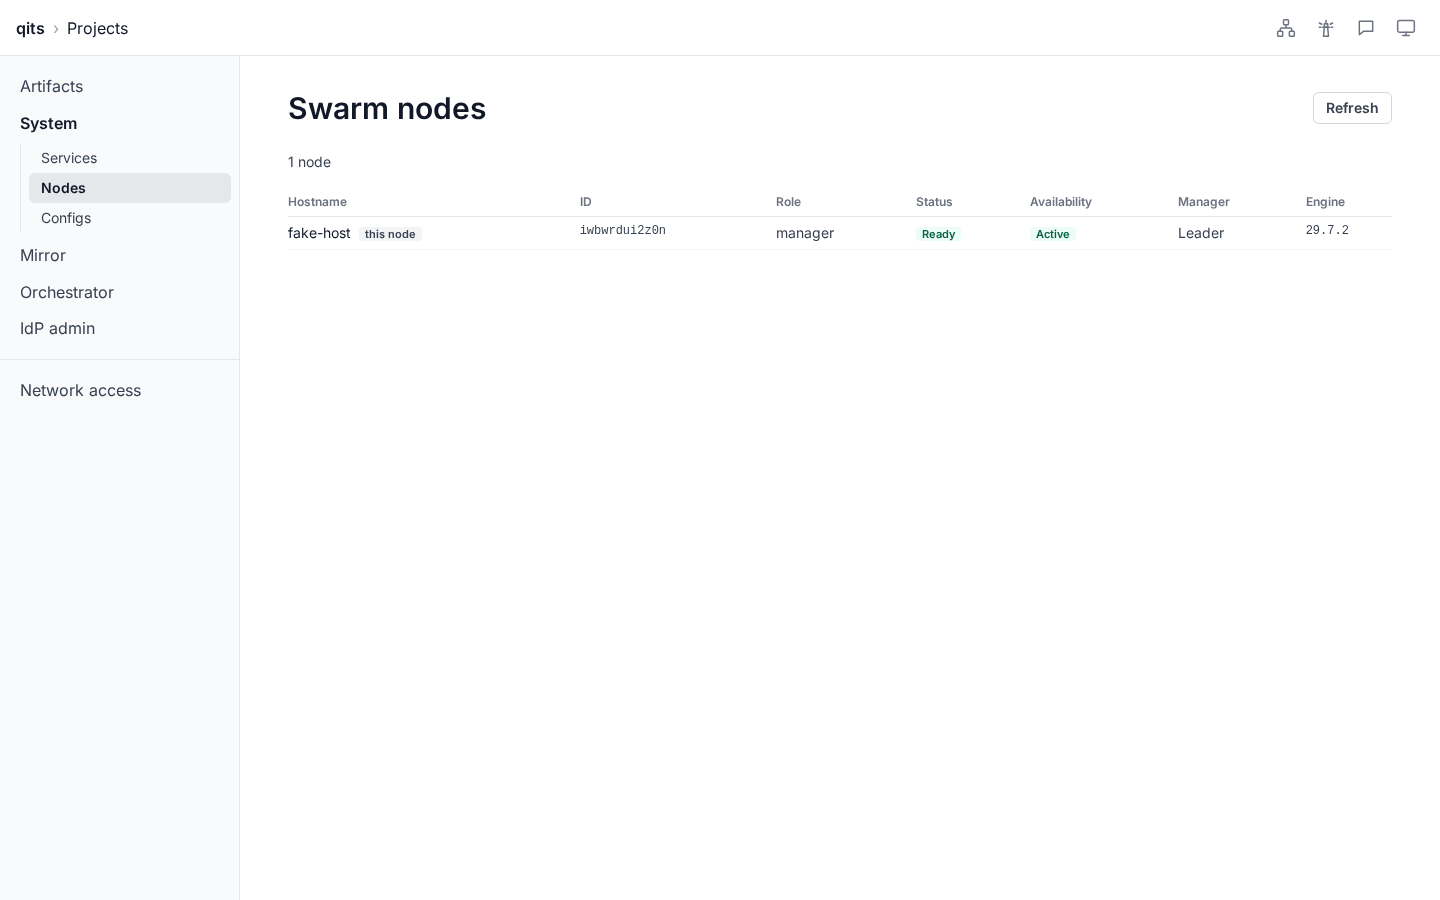 qits › Projects
Artifacts
System
Services
Nodes
Configs
Mirror
Orchestrator
IdP admin
Network access
Swarm nodes
Refresh
1 node
Hostname ID Role Status Availability Manager Engine
fake-host this node iwbwrdui2z0n manager Ready Active Leader 29.7.2